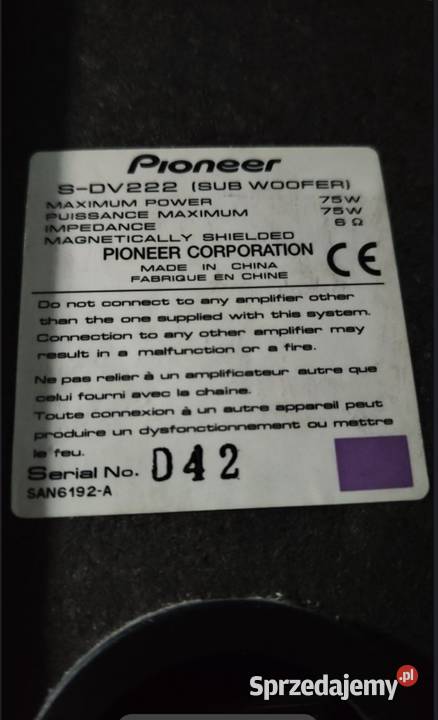 Pioneer
S-DV222 (SUB WOOFER)
MAXIMUM POWER 75W
PUISSANCE MAXIMUM 75W
IMPEDANCE 6 Ω
MAGNETICALLY SHIELDED
PIONEER CORPORATION CE
MADE IN CHINA
FABRIQUE EN CHINE
Do not connect to any amplifier other
than the one supplied with this system.
Connection to any other amplifier may
result in a malfunction or a fire.
Ne pas relier à un amplificateur autre que
celui fourni avec la chaine.
Toute connexion à un autre appareil peut
produire un dysfonctionnement ou mettre
le feu.
Serial No. D42
SAN6192-A
Sprzedajemy.pl